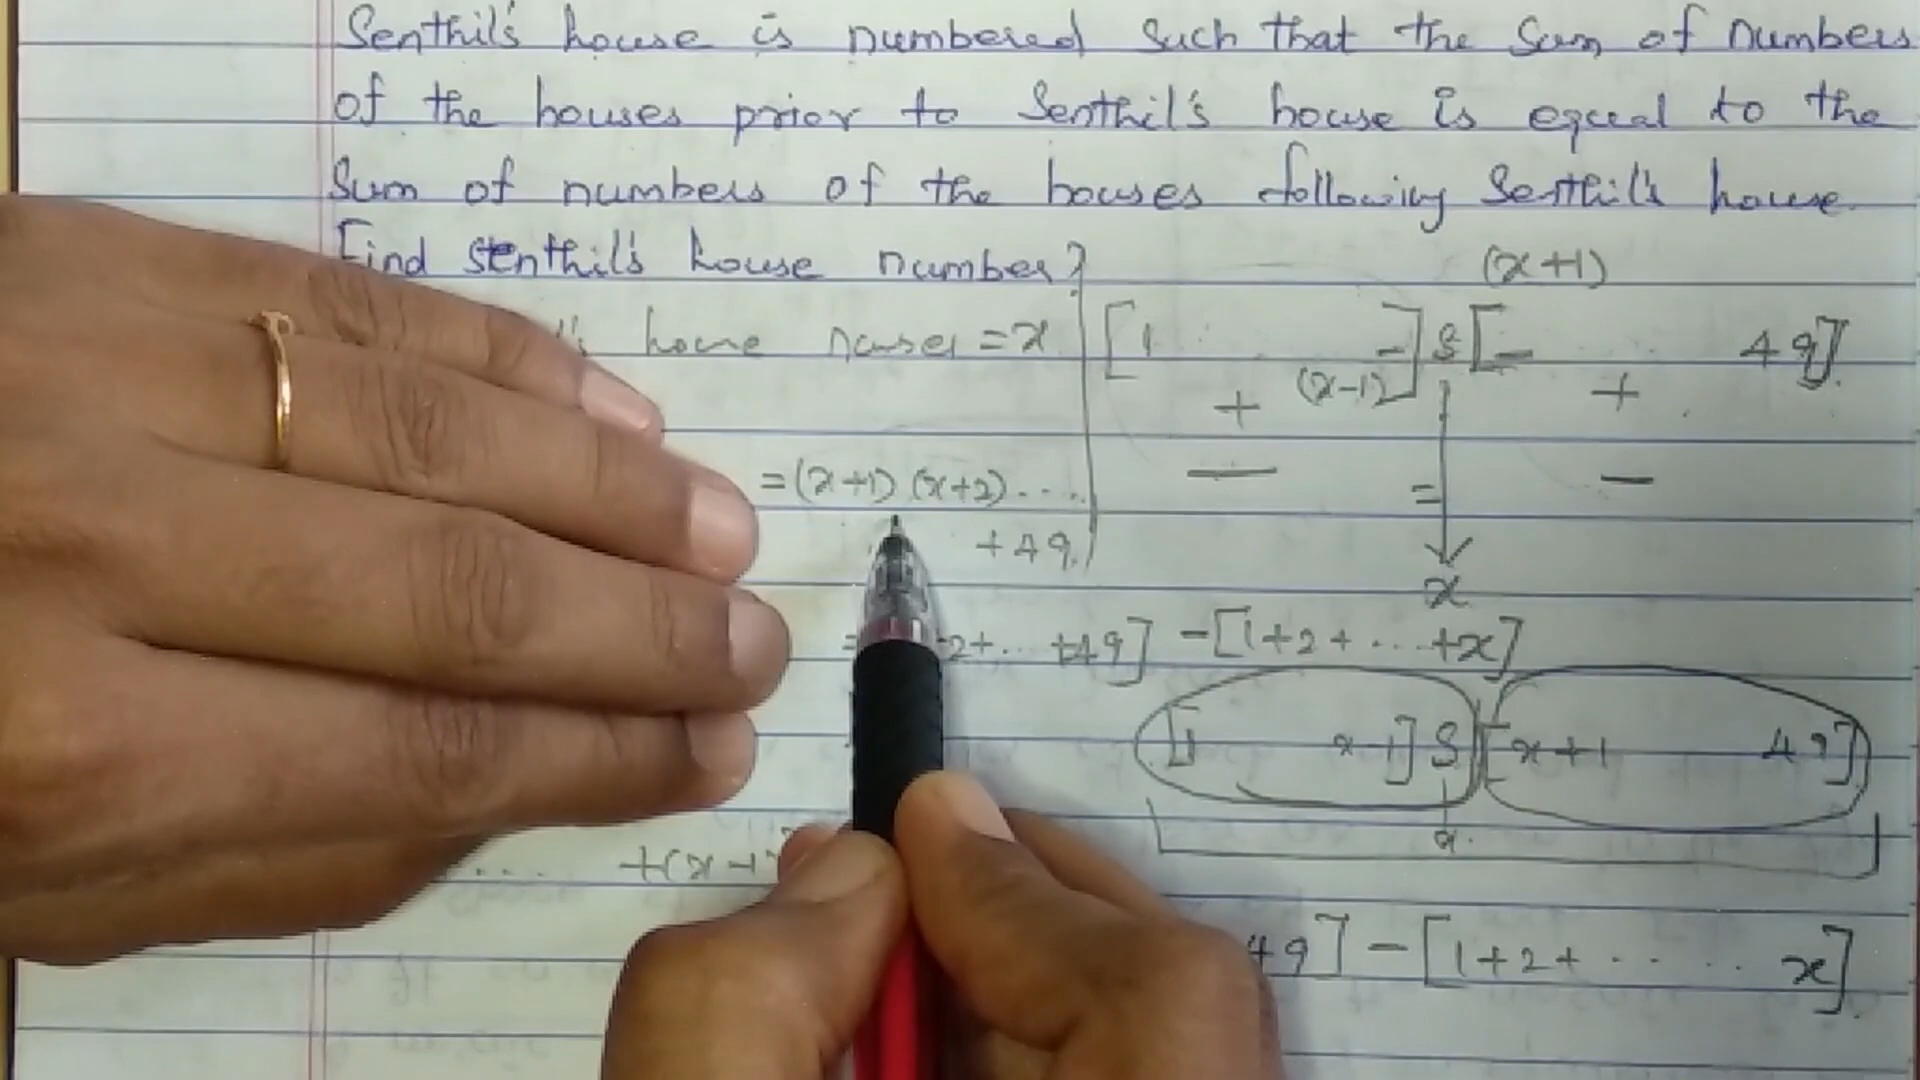 Senthil's house is numbered such that the sum of numbers
of the houses prior to Senthil's house is equal to the
Sum of numbers of the houses following Senthil's house.
Find Senthil's house number?
(x+1)
's house = x
[1 -] S [- .. 49].
(x-1)
+ +
= (x+1) (x+2) ....
— = —
+49.
x
2+... +49] - [1+2+ ... +x]
[1 x-1] S [x+1 49]
x.
.... +(x-1
49] - [1+2+ ..... x].